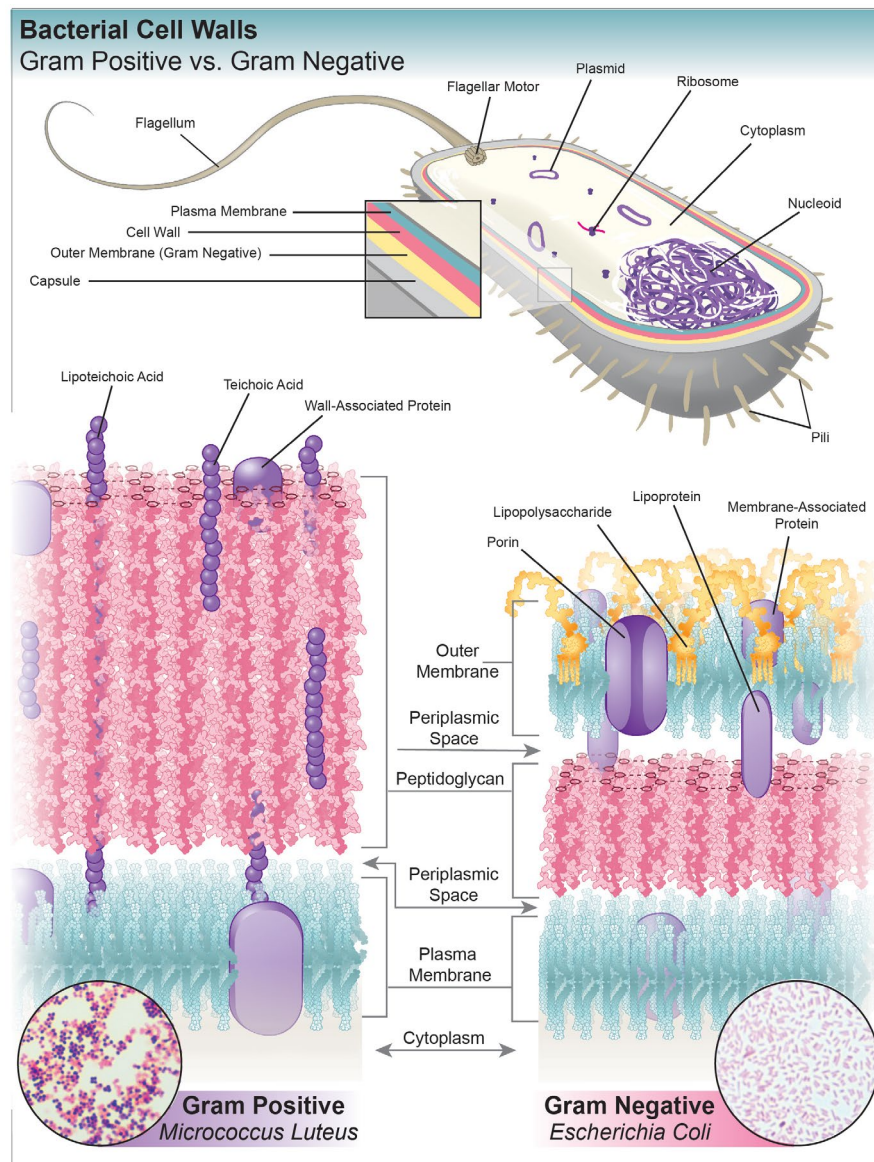 Bacterial Cell Walls
Gram Positive vs. Gram Negative
Plasmid
Ribosome
Flagellar Motor
Flagellum
Cytoplasm
Nucleoid
Plasma Membrane
Cell Wall
Outer Membrane (Gram Negative)
Capsule
Pili
Lipoteichoic Acid
Teichoic Acid
Wall-Associated Protein
Lipopolysaccharide
Porin
Lipoprotein
Membrane-Associated
Protein
Outer
Membrane
Periplasmic
Space
Peptidoglycan
Periplasmic
Space
Plasma
Membrane
Cytoplasm
Gram Positive
Micrococcus Luteus
Gram Negative
Escherichia Coli